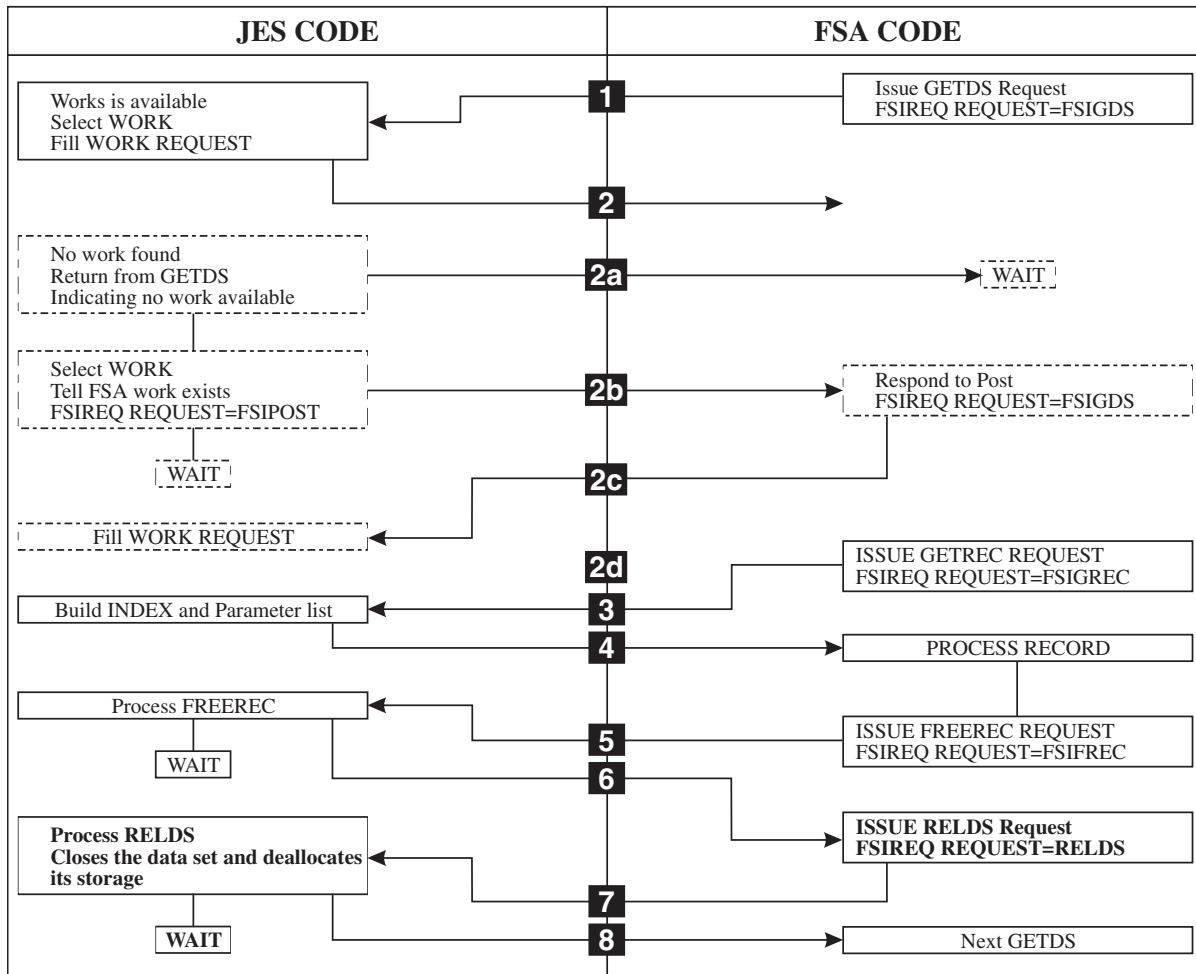 JES CODE
FSA CODE
Works is available
Select WORK
Fill WORK REQUEST
1
Issue GETDS Request
FSIREQ REQUEST=FSIGDS
2
No work found
Return from GETDS
Indicating no work available
2a
WAIT
Select WORK
Tell FSA work exists
FSIREQ REQUEST=FSIPOST
2b
Respond to Post
FSIREQ REQUEST=FSIGDS
WAIT
2c
Fill WORK REQUEST
2d
ISSUE GETREC REQUEST
FSIREQ REQUEST=FSIGREC
Build INDEX and Parameter list
3
4
PROCESS RECORD
Process FREEREC
5
ISSUE FREEREC REQUEST
FSIREQ REQUEST=FSIFREC
WAIT
6
Process RELDS
Closes the data set and deallocates
its storage
ISSUE RELDS Request
FSIREQ REQUEST=RELDS
7
WAIT
8
Next GETDS